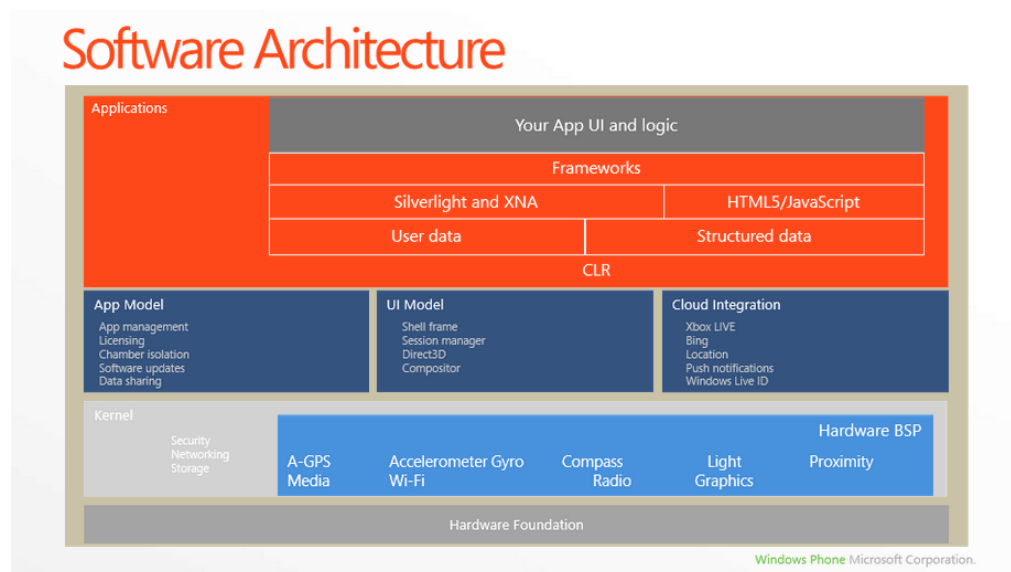 Software Architecture
Applications
Your App UI and logic
Frameworks
Silverlight and XNA
HTML5/JavaScript
User data
Structured data
CLR
App Model
App management
Licensing
Chamber isolation
Software updates
Data sharing
UI Model
Shell frame
Session manager
Direct3D
Compositor
Cloud Integration
Xbox LIVE
Bing
Location
Push notifications
Windows Live ID
Kernel
Security
Networking
Storage
Hardware BSP
A-GPS Accelerometer Gyro Compass Light Proximity
Media Wi-Fi Radio Graphics
Hardware Foundation
Windows Phone Microsoft Corporation.